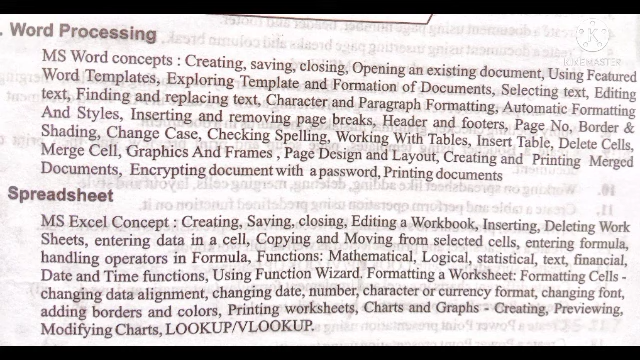 . Word Processing
MS Word concepts : Creating, saving, closing, Opening an existing document, Using Featured
Word Templates, Exploring Template and Formation of Documents, Selecting text, Editing
text, Finding and replacing text, Character and Paragraph Formatting, Automatic Formatting
And Styles, Inserting and removing page breaks, Header and footers, Page No, Border &
Shading, Change Case, Checking Spelling, Working With Tables, Insert Table, Delete Cells,
Merge Cell, Graphics And Frames , Page Design and Layout, Creating and Printing Merged
Documents, Encrypting document with a password, Printing documents
Spreadsheet
MS Excel Concept : Creating, Saving, closing, Editing a Workbook, Inserting, Deleting Work
Sheets, entering data in a cell, Copying and Moving from selected cells, entering formula,
handling operators in Formula, Functions: Mathematical, Logical, statistical, text, financial,
Date and Time functions, Using Function Wizard. Formatting a Worksheet: Formatting Cells -
changing data alignment, changing date, number, character or currency format, changing font,
adding borders and colors, Printing worksheets, Charts and Graphs - Creating, Previewing,
Modifying Charts, LOOKUP/VLOOKUP.
KINEMASTER